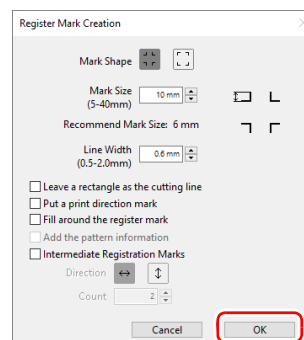 Register Mark Creation
Mark Shape
Mark Size
(5-40mm)
10 mm
Recommend Mark Size: 6 mm
Line Width
(0.5-2.0mm)
0.6 mm
Leave a rectangle as the cutting line
Put a print direction mark
Fill around the register mark
Add the pattern information
Intermediate Registration Marks
Direction
Count
2
Cancel
OK